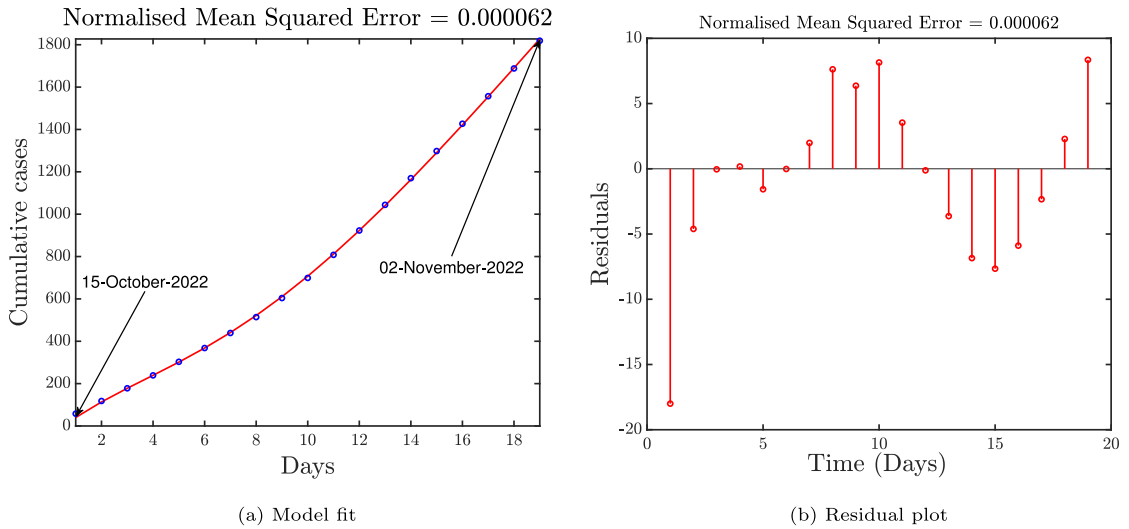 Normalised Mean Squared Error = 0.000062
1800
1600
1400
1200
1000
800
600
400
200
0
Cumulative cases
15-October-2022
02-November-2022
2 4 6 8 10 12 14 16 18
Days
(a) Model fit
Normalised Mean Squared Error = 0.000062
10
5
0
-5
-10
-15
-20
Residuals
0 5 10 15 20
Time (Days)
(b) Residual plot